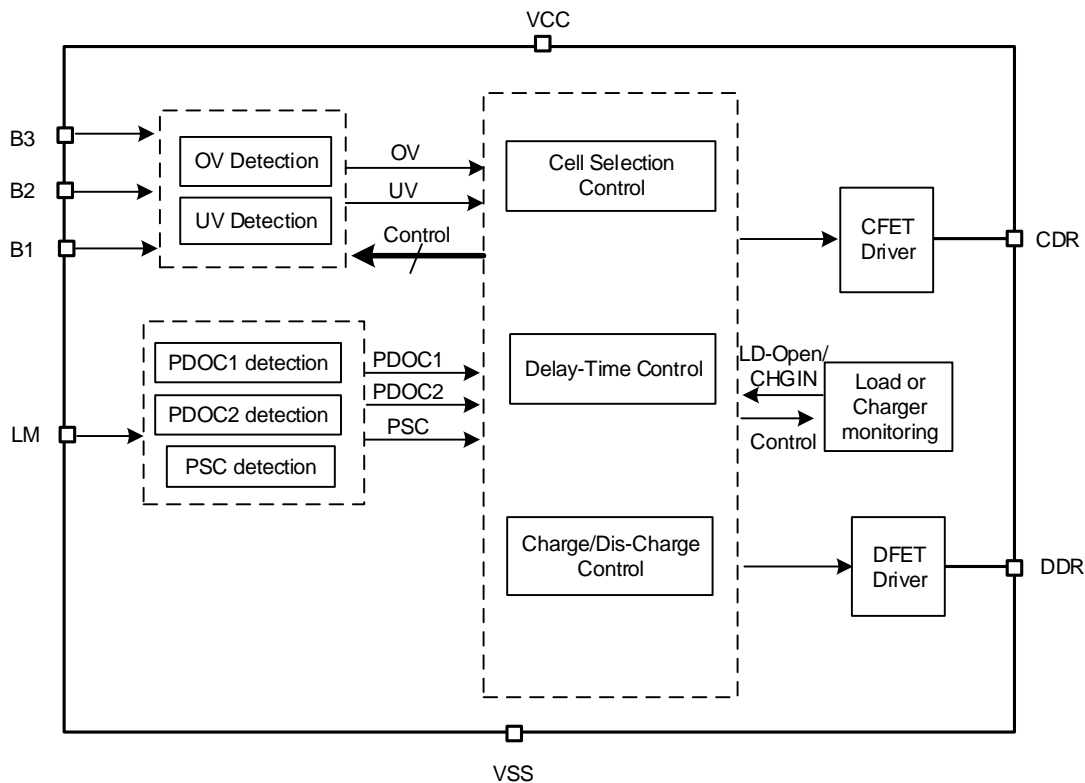 VCC
B3
B2
B1
LM
OV Detection
UV Detection
OV
UV
Control
PDOC1 detection
PDOC2 detection
PSC detection
PDOC1
PDOC2
PSC
Cell Selection
Control
Delay-Time Control
Charge/Dis-Charge
Control
CFET
Driver
CDR
LD-Open/
CHGIN
Control
Load or
Charger
monitoring
DFET
Driver
DDR
VSS